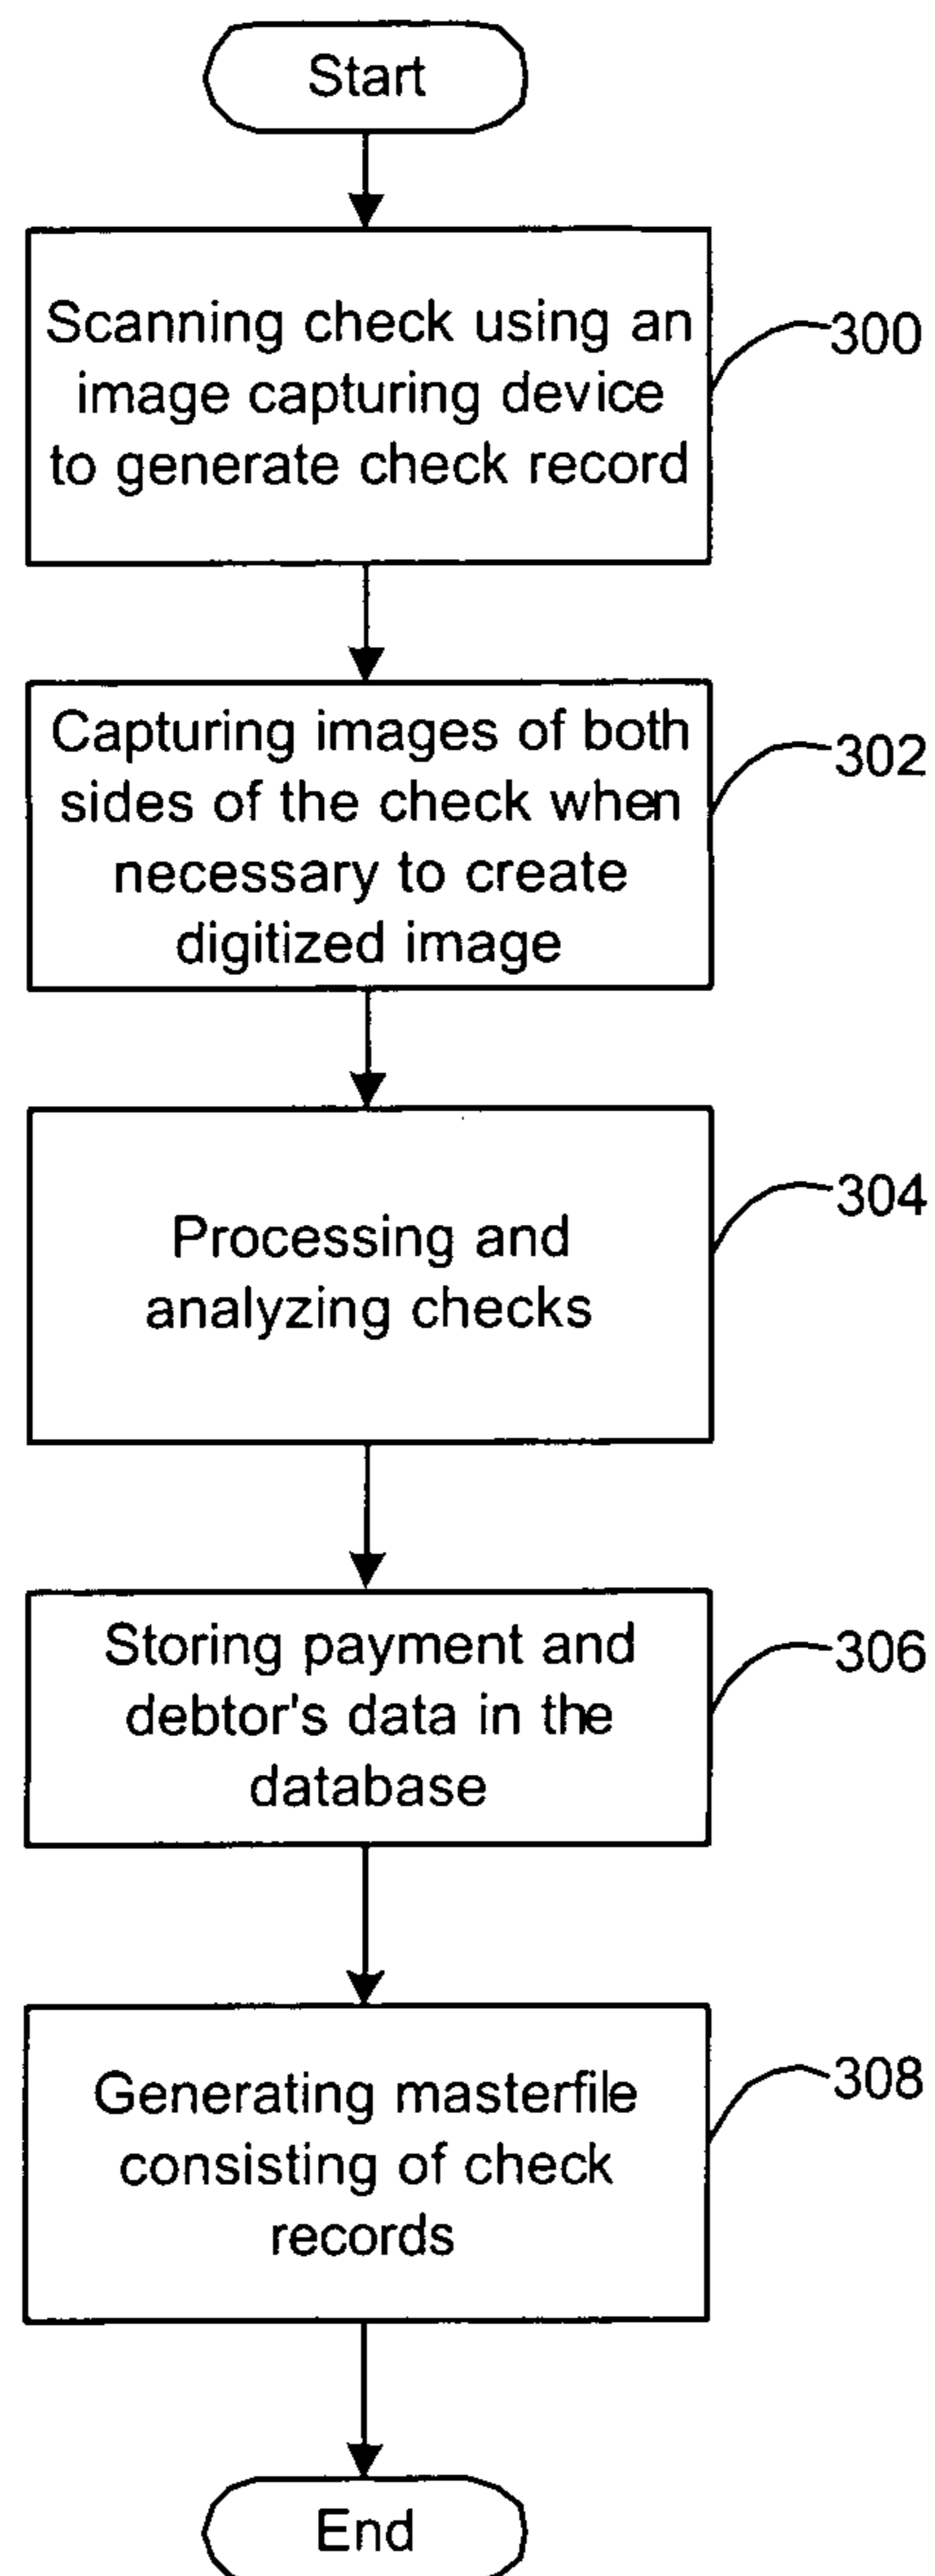 Start
Scanning check using an
image capturing device
to generate check record
300
Capturing images of both
sides of the check when
necessary to create
digitized image
302
Processing and
analyzing checks
304
Storing payment and
debtor's data in the
database
306
Generating masterfile
consisting of check
records
308
End